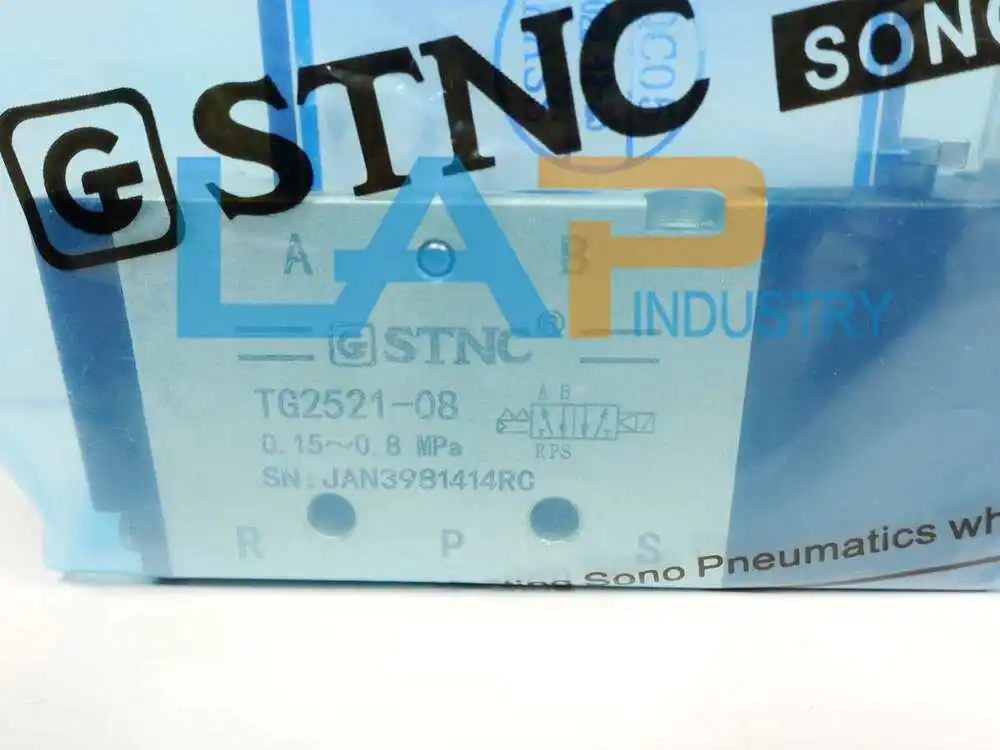 G STNC SONO
A B
LAP
INDUSTRY
G STNC®
TG2521-08
A B
0.15~0.8 MPa
RPS
SN:JAN3981414RC
R P S
Sono Pneumatics wh